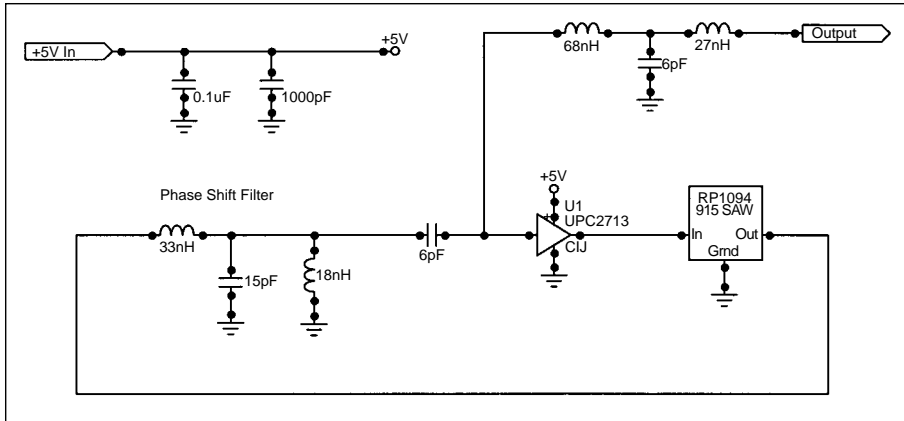 +5V In
+5V
0.1uF
1000pF
68nH
27nH
Output
6pF
Phase Shift Filter
33nH
15pF
18nH
6pF
+5V
+
U1
UPC2713
CIJ
RP1094
915 SAW
In Out
Grnd